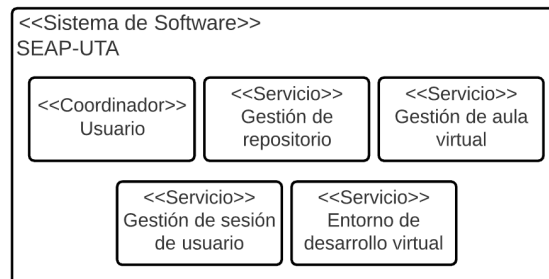 <<Sistema de Software>>
SEAP-UTA
<<Coordinador>>
Usuario
<<Servicio>>
Gestión de
repositorio
<<Servicio>>
Gestión de aula
virtual
<<Servicio>>
Gestión de sesión
de usuario
<<Servicio>>
Entorno de
desarrollo virtual